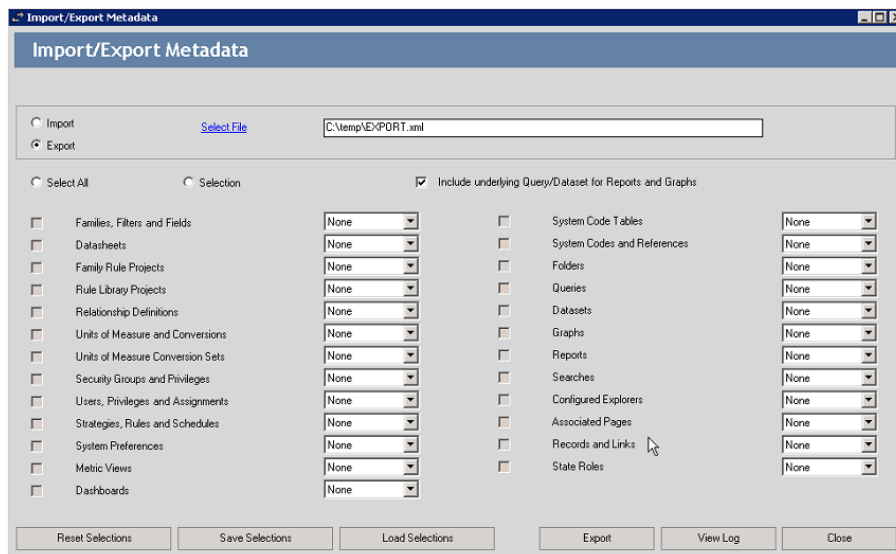 Import/Export Metadata
Import/Export Metadata
Import
Select File
C:\temp\EXPORT.xml
Export
Select All
Selection
Include underlying Query/Dataset for Reports and Graphs
Families, Filters and Fields
None
System Code Tables
None
Datasheets
None
System Codes and References
None
Family Rule Projects
None
Folders
None
Rule Library Projects
None
Queries
None
Relationship Definitions
None
Datasets
None
Units of Measure and Conversions
None
Graphs
None
Units of Measure Conversion Sets
None
Reports
None
Security Groups and Privileges
None
Searches
None
Users, Privileges and Assignments
None
Configured Explorers
None
Strategies, Rules and Schedules
None
Associated Pages
None
System Preferences
None
Records and Links
None
Metric Views
None
State Roles
None
Dashboards
None
Reset Selections
Save Selections
Load Selections
Export
View Log
Close